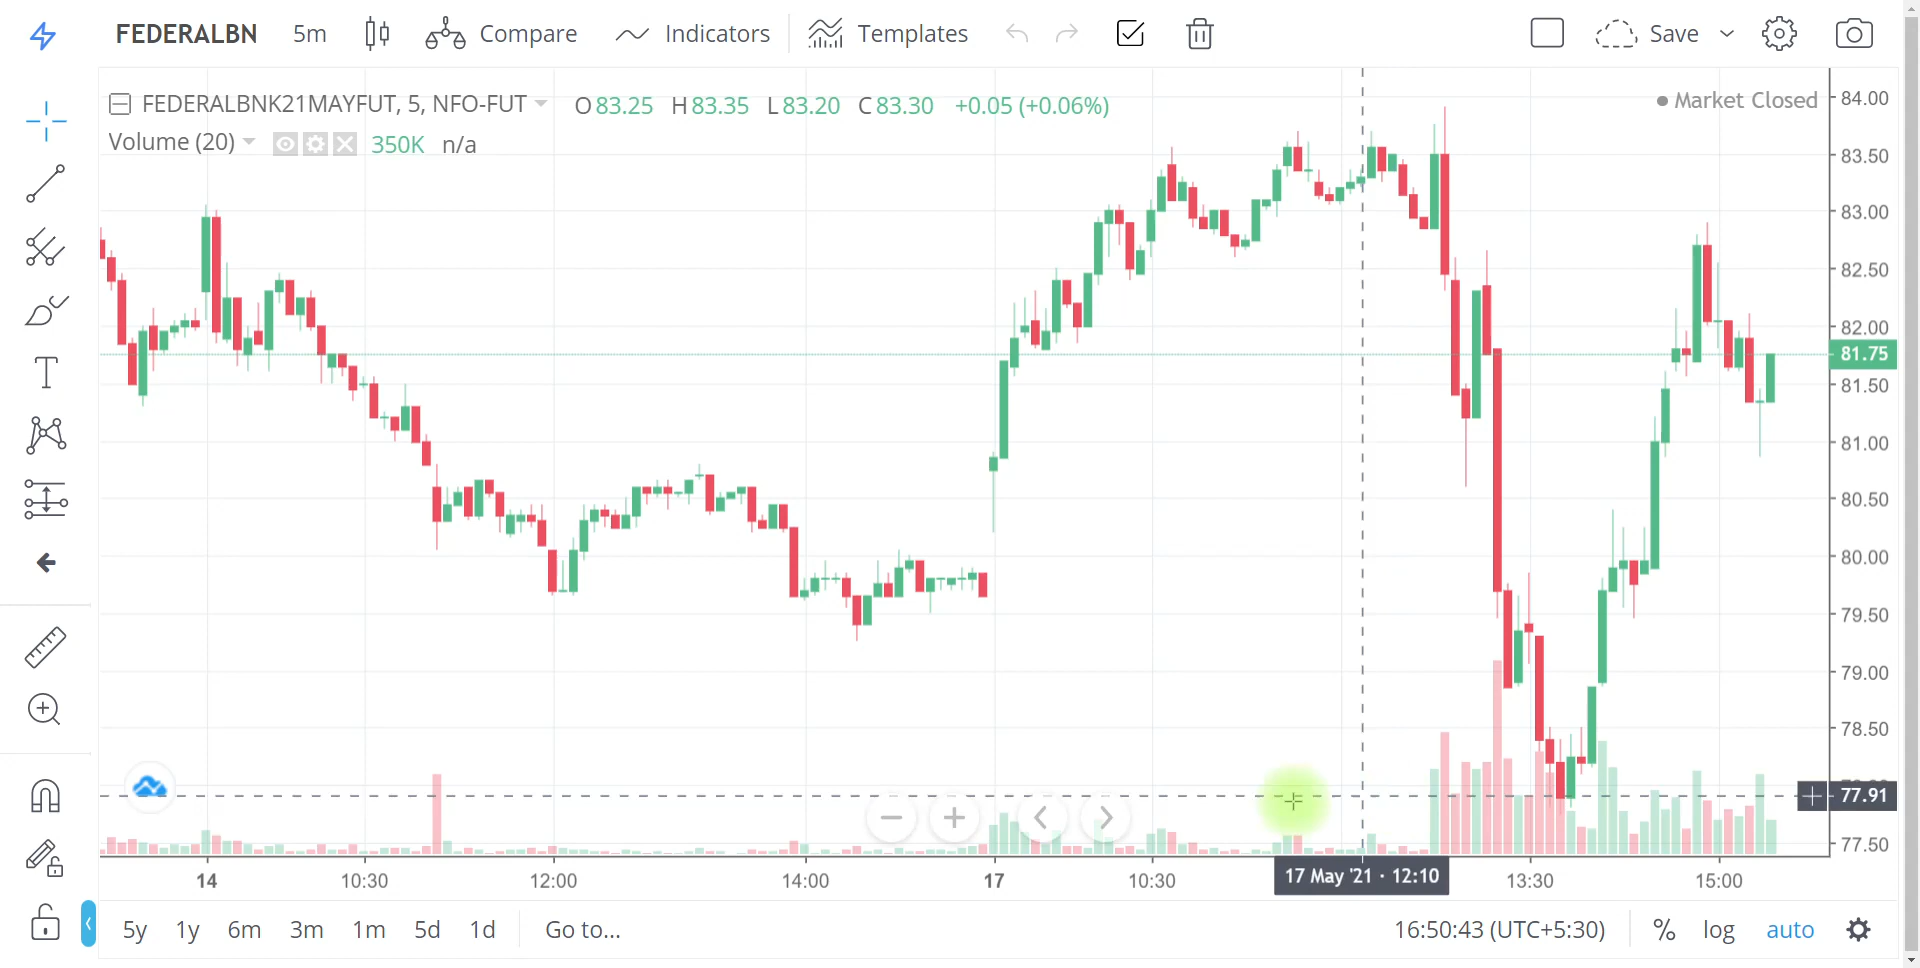 FEDERALBN 5m Compare Indicators Templates Save
FEDERALBNK21MAYFUT, 5, NFO-FUT O83.25 H83.35 L83.20 C83.30 +0.05 (+0.06%)
Market Closed
Volume (20) 350K n/a
84.00
83.50
83.00
82.50
82.00
81.75
81.50
81.00
80.50
80.00
79.50
79.00
78.50
77.91
77.50
14 10:30 12:00 14:00 17 10:30 17 May '21 · 12:10 13:30 15:00
5y 1y 6m 3m 1m 5d 1d Go to... 16:50:43 (UTC+5:30) % log auto